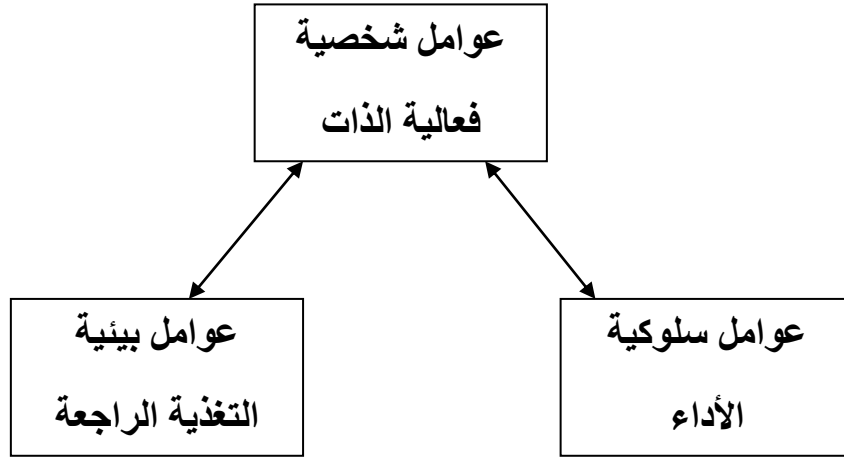 عوامل شخصية
فعالية الذات
عوامل بيئية
التغذية الراجعة
عوامل سلوكية
الأداء